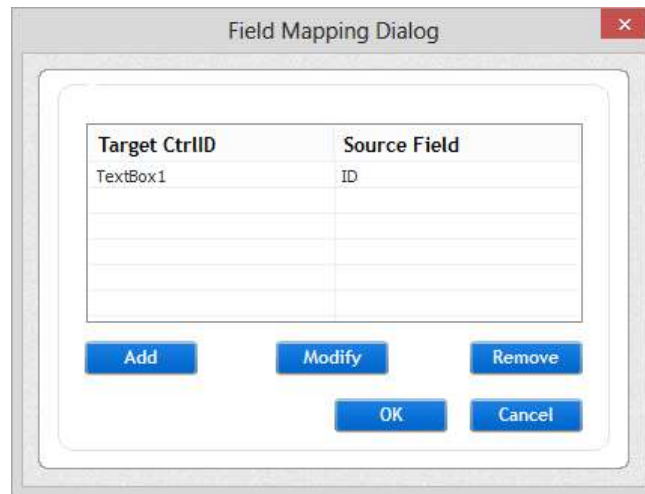 Field Mapping Dialog
Target CtrlID Source Field
TextBox1 ID
Add Modify Remove
OK Cancel